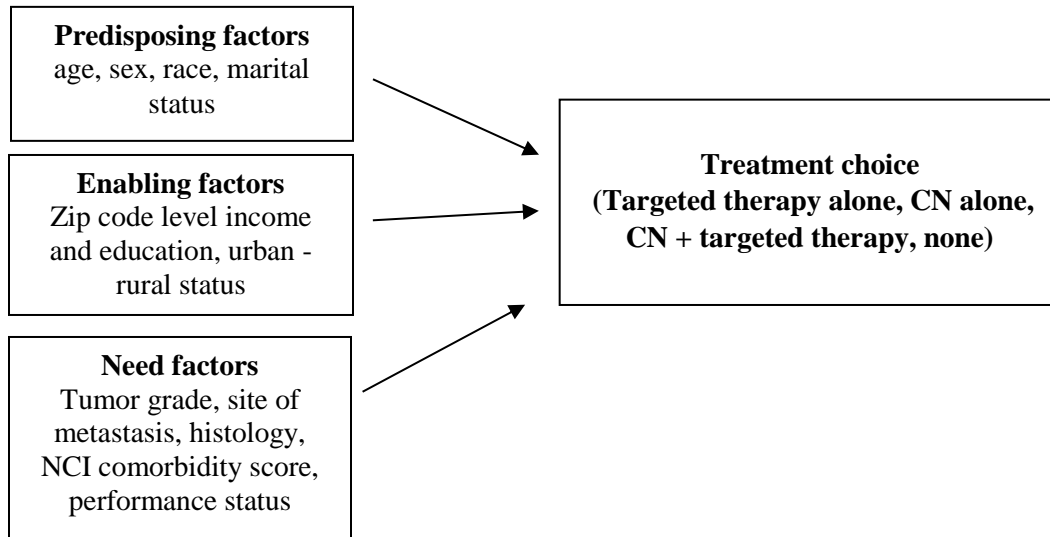 Predisposing factors
age, sex, race, marital
status
Enabling factors
Zip code level income
and education, urban -
rural status
Need factors
Tumor grade, site of
metastasis, histology,
NCI comorbidity score,
performance status
Treatment choice
(Targeted therapy alone, CN alone,
CN + targeted therapy, none)